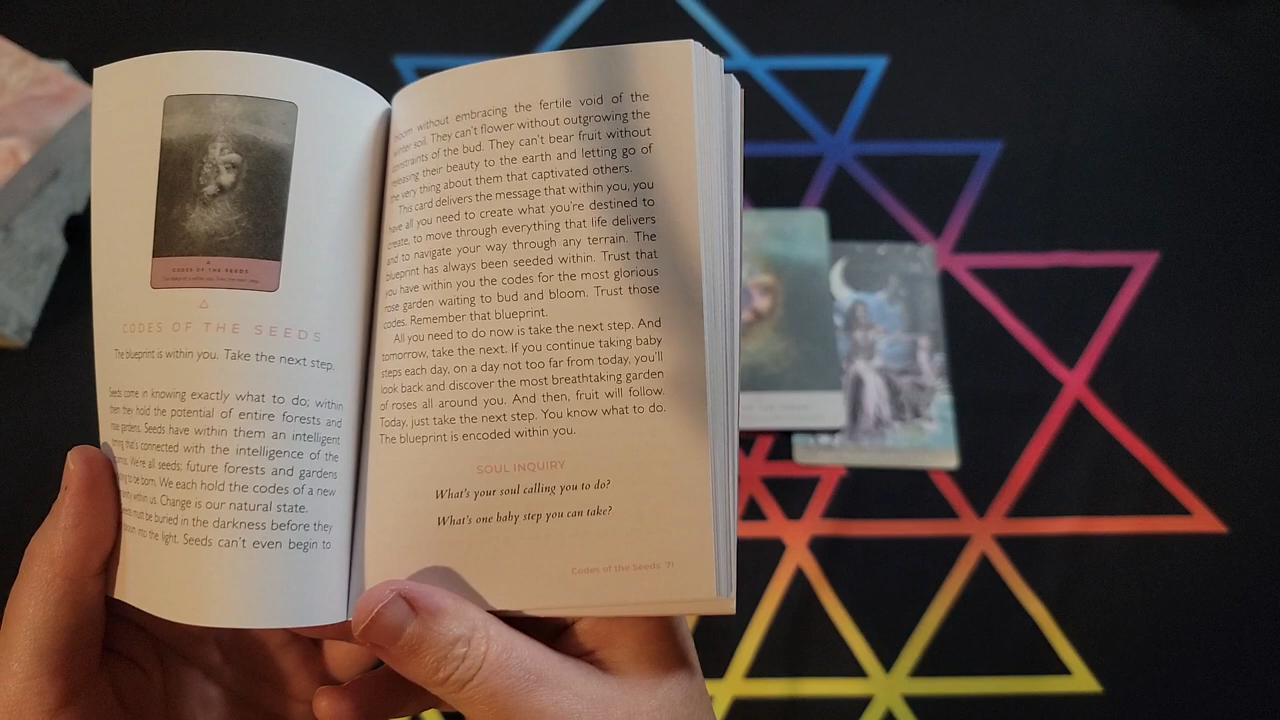 CODES OF THE SEEDS
CODES OF THE SEEDS
The blueprint is within you. Take the next step.
Seeds come in knowing exactly what to do; within
them they hold the potential of entire forests and
rose gardens. Seeds have within them an intelligent
that's connected with the intelligence of the
We're all seeds; future forests and gardens
to be born. We each hold the codes of a new
within us. Change is our natural state.
must be buried in the darkness before they
into the light. Seeds can't even begin to
bloom without embracing the fertile void of the
winter soil. They can't flower without outgrowing the
constraints of the bud. They can't bear fruit without
releasing their beauty to the earth and letting go of
the very thing about them that captivated others.
This card delivers the message that within you, you
have all you need to create what you're destined to
create, to move through everything that life delivers
and to navigate your way through any terrain. The
blueprint has always been seeded within. Trust that
you have within you the codes for the most glorious
rose garden waiting to bud and bloom. Trust those
codes. Remember that blueprint.
All you need to do now is take the next step. And
tomorrow, take the next. If you continue taking baby
steps each day, on a day not too far from today, you'll
look back and discover the most breathtaking garden
of roses all around you. And then, fruit will follow.
Today, just take the next step. You know what to do.
The blueprint is encoded within you.
SOUL INQUIRY
What's your soul calling you to do?
What's one baby step you can take?
Codes of the Seeds 71